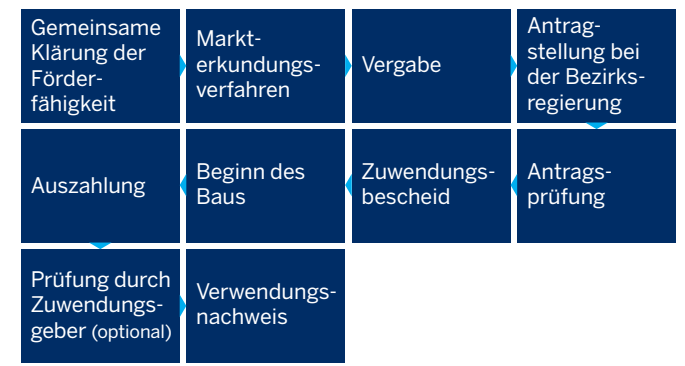 Gemeinsame
Klärung der
Förder-
fähigkeit
Markt-
erkundungs-
verfahren
Vergabe
Antrag-
stellung bei
der Bezirks-
regierung
Auszahlung
Beginn des
Baus
Zuwendungs-
bescheid
Antrags-
prüfung
Prüfung durch
Zuwendungs-
geber (optional)
Verwendungs-
nachweis